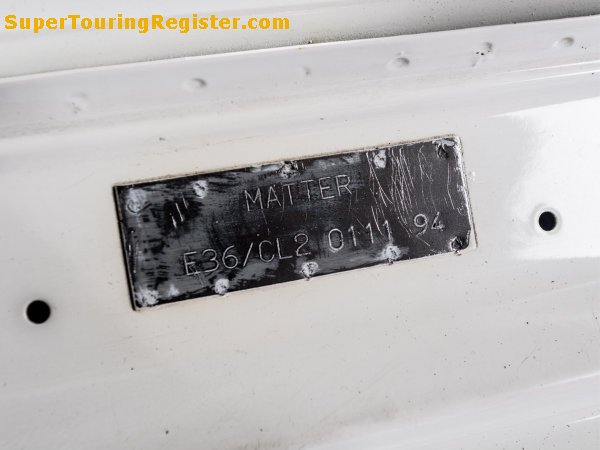 SuperTouringRegister.com
MATTER
E36/CL2 0111 94